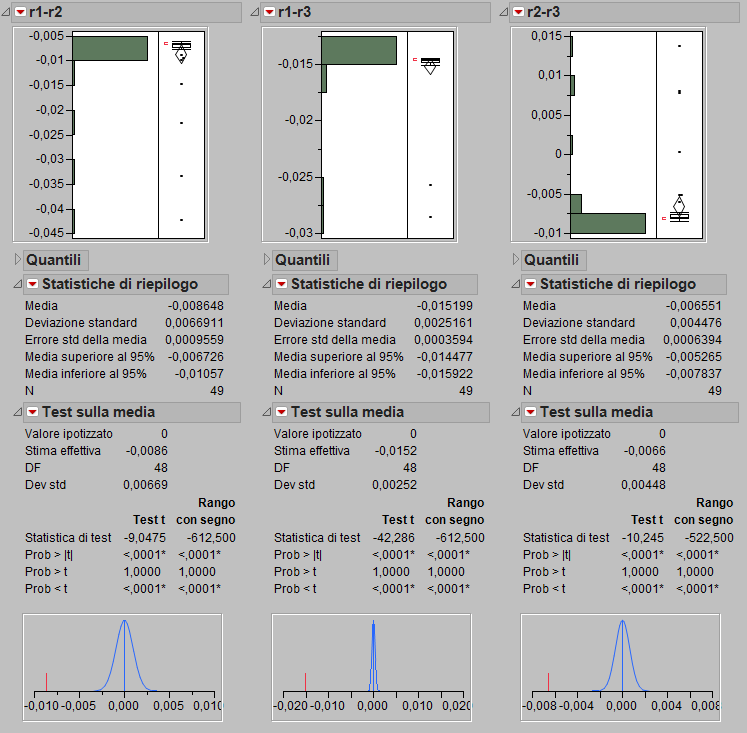 r1-r2
-0,005
-0,01
-0,015
-0,02
-0,025
-0,03
-0,035
-0,04
-0,045
Quantili
Statistiche di riepilogo
Media -0,008648
Deviazione standard 0,0066911
Errore std della media 0,0009559
Media superiore al 95% -0,006726
Media inferiore al 95% -0,01057
N 49
Test sulla media
Valore ipotizzato 0
Stima effettiva -0,0086
DF 48
Dev std 0,00669
Rango
Test t con segno
Statistica di test -9,0475 -612,500
Prob > |t| <,0001* <,0001*
Prob > t 1,0000 1,0000
Prob < t <,0001* <,0001*
-0,010 -0,005 0,000 0,005 0,010
r1-r3
-0,015
-0,02
-0,025
-0,03
Quantili
Statistiche di riepilogo
Media -0,015199
Deviazione standard 0,0025161
Errore std della media 0,0003594
Media superiore al 95% -0,014477
Media inferiore al 95% -0,015922
N 49
Test sulla media
Valore ipotizzato 0
Stima effettiva -0,0152
DF 48
Dev std 0,00252
Rango
Test t con segno
Statistica di test -42,286 -612,500
Prob > |t| <,0001* <,0001*
Prob > t 1,0000 1,0000
Prob < t <,0001* <,0001*
-0,020 -0,010 0,000 0,010 0,020
r2-r3
0,015
0,01
0,005
0
-0,005
-0,01
Quantili
Statistiche di riepilogo
Media -0,006551
Deviazione standard 0,004476
Errore std della media 0,0006394
Media superiore al 95% -0,005265
Media inferiore al 95% -0,007837
N 49
Test sulla media
Valore ipotizzato 0
Stima effettiva -0,0066
DF 48
Dev std 0,00448
Rango
Test t con segno
Statistica di test -10,245 -522,500
Prob > |t| <,0001* <,0001*
Prob > t 1,0000 1,0000
Prob < t <,0001* <,0001*
-0,008 -0,004 0,000 0,004 0,008